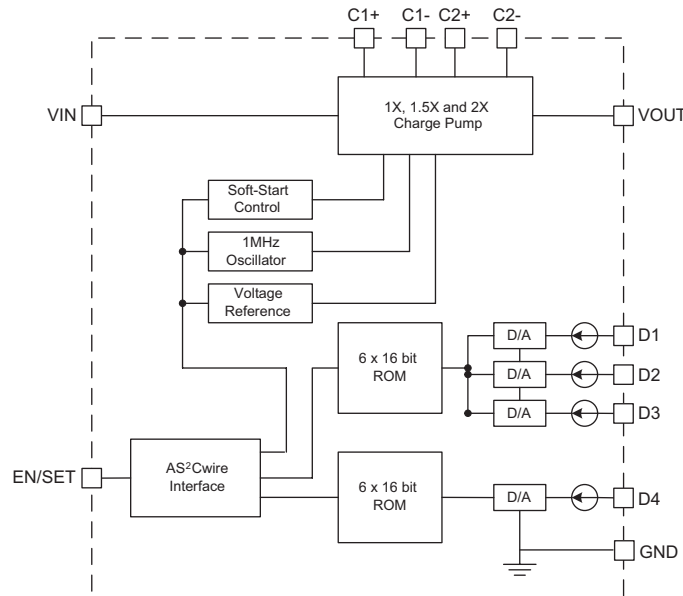 C1+ C1- C2+ C2-
VIN
1X, 1.5X and 2X
Charge Pump
VOUT
Soft-Start
Control
1MHz
Oscillator
Voltage
Reference
6 x 16 bit
ROM
D/A
D1
D/A
D2
D/A
D3
EN/SET
AS²Cwire
Interface
6 x 16 bit
ROM
D/A
D4
GND